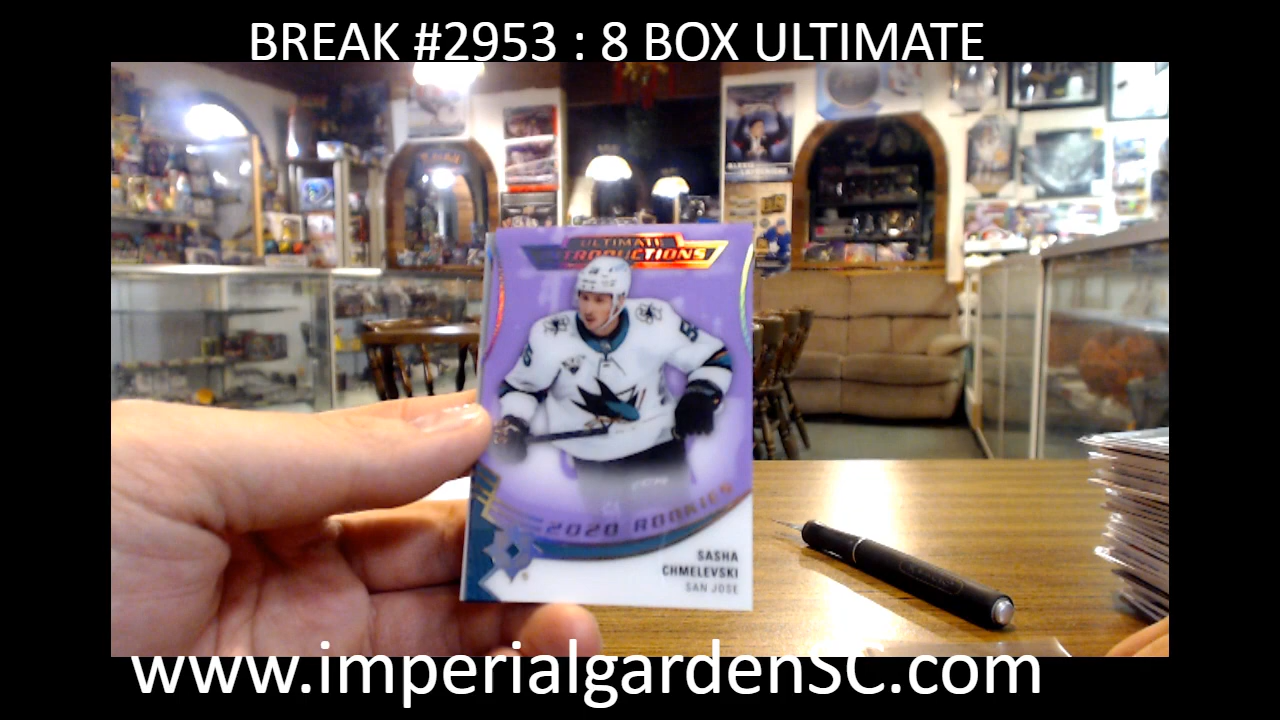 BREAK #2953 : 8 BOX ULTIMATE
ULTIMATE
INTRODUCTIONS
2020 ROOKIES
SASHA
CHMELEVSKI
SAN JOSE
www.imperialgardenSC.com